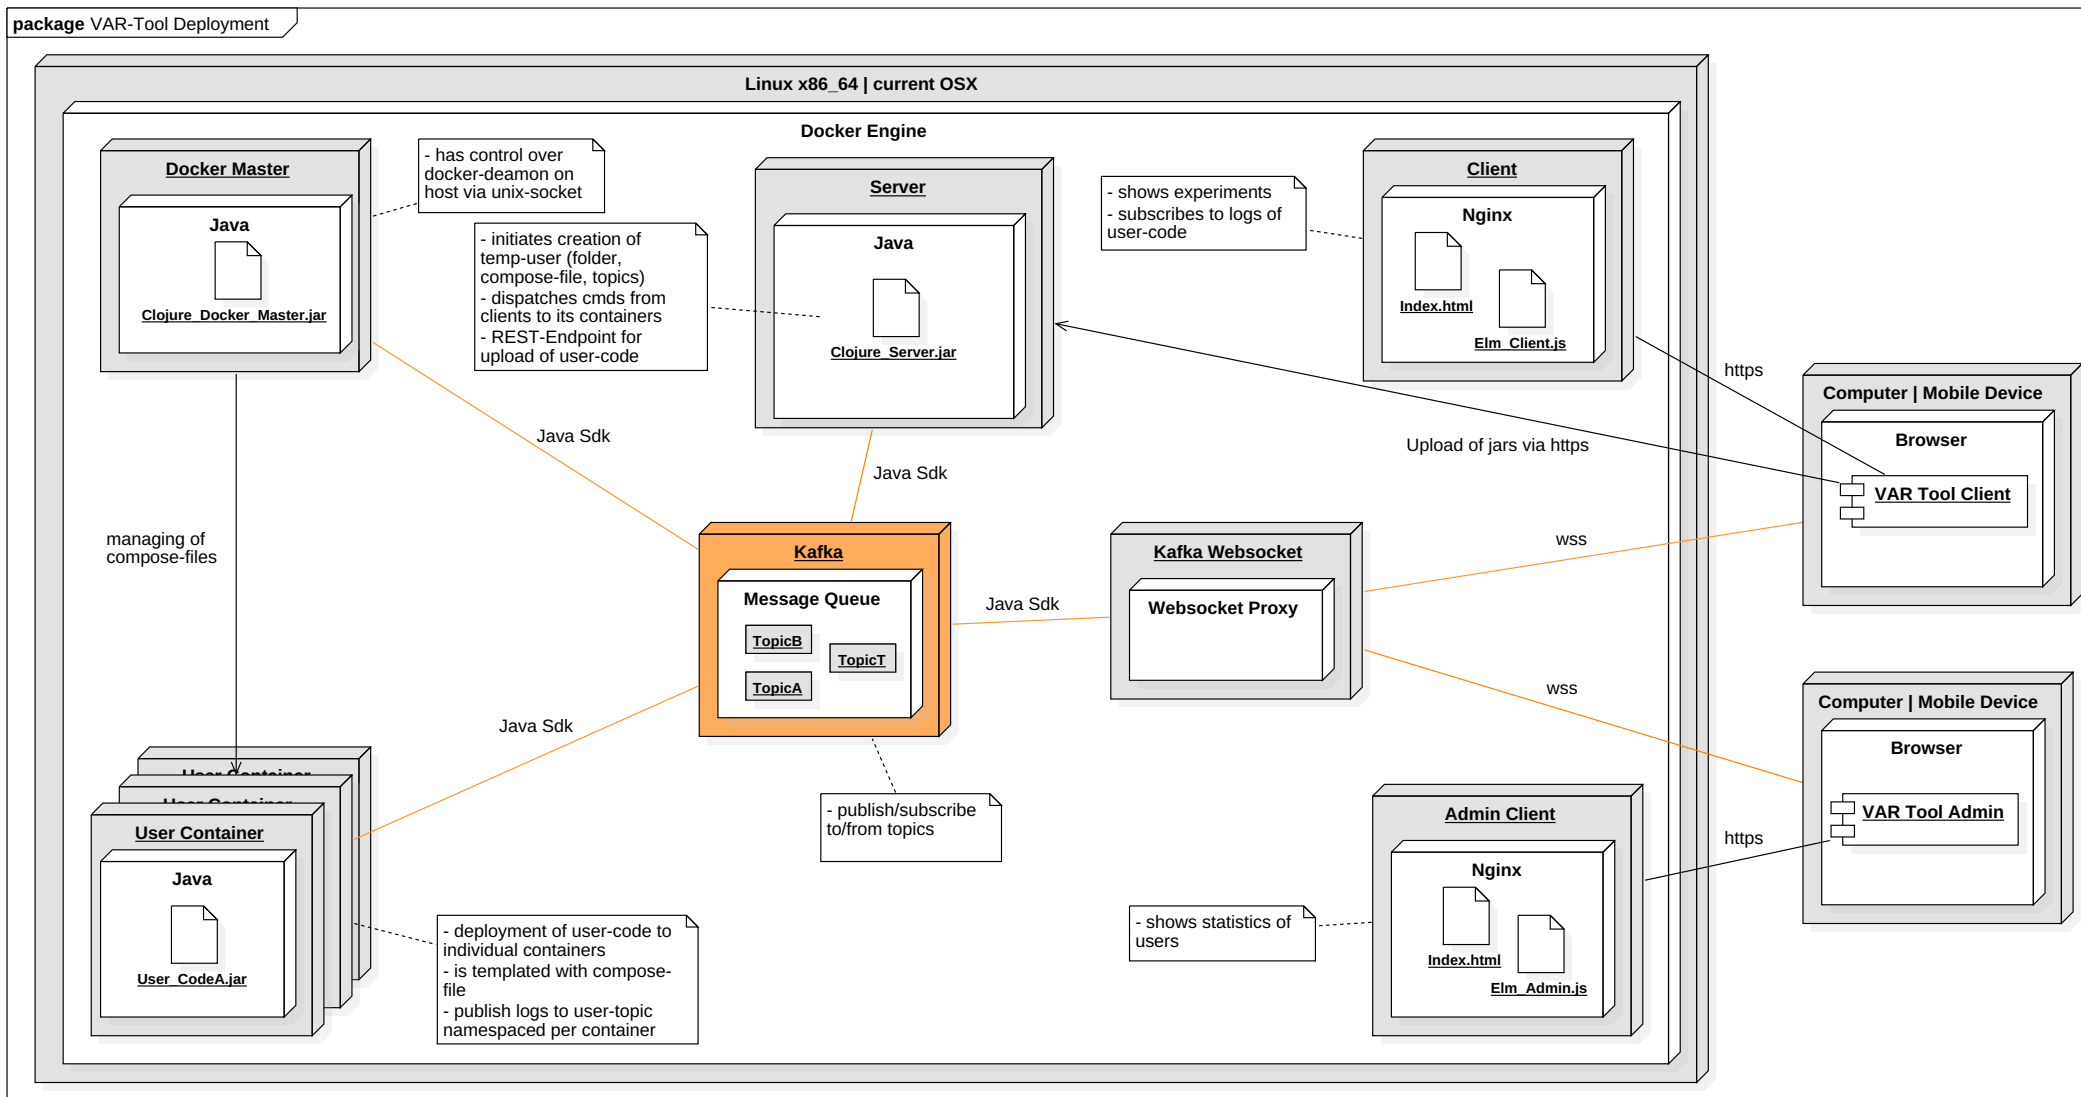 package VAR-Tool Deployment
Linux x86_64 | current OSX
Docker Engine
Docker Master
Java
Clojure_Docker_Master.jar
- has control over
docker-deamon on
host via unix-socket
- initiates creation of
temp-user (folder,
compose-file, topics)
- dispatches cmds from
clients to its containers
- REST-Endpoint for
upload of user-code
Server
Java
Clojure_Server.jar
- shows experiments
- subscribes to logs of
user-code
Client
Nginx
Index.html
Elm_Client.js
https
Computer | Mobile Device
Browser
VAR Tool Client
Upload of jars via https
Java Sdk
Java Sdk
managing of
compose-files
Kafka
Message Queue
TopicB
TopicT
TopicA
Java Sdk
Kafka Websocket
Websocket Proxy
wss
wss
Computer | Mobile Device
Browser
VAR Tool Admin
Java Sdk
- publish/subscribe
to/from topics
User Container
User Container
User Container
Java
User_CodeA.jar
- deployment of user-code to
individual containers
- is templated with compose-
file
- publish logs to user-topic
namespaced per container
- shows statistics of
users
Admin Client
Nginx
Index.html
Elm_Admin.js
https